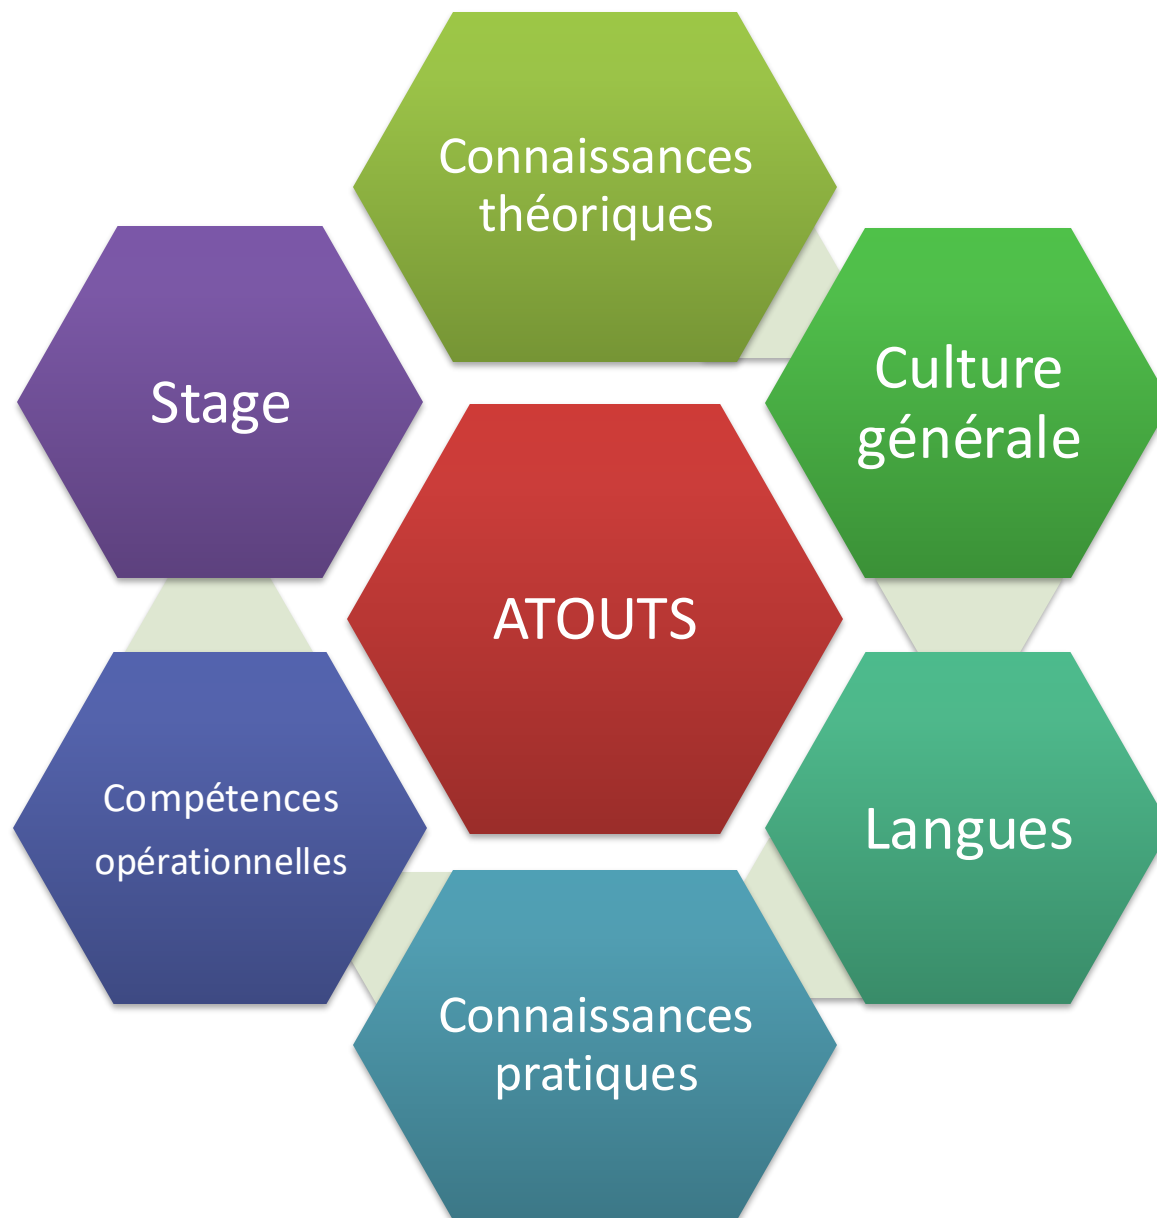 Connaissances
théoriques
Culture
générale
Stage
ATOUTS
Langues
Compétences
opérationnelles
Connaissances
pratiques